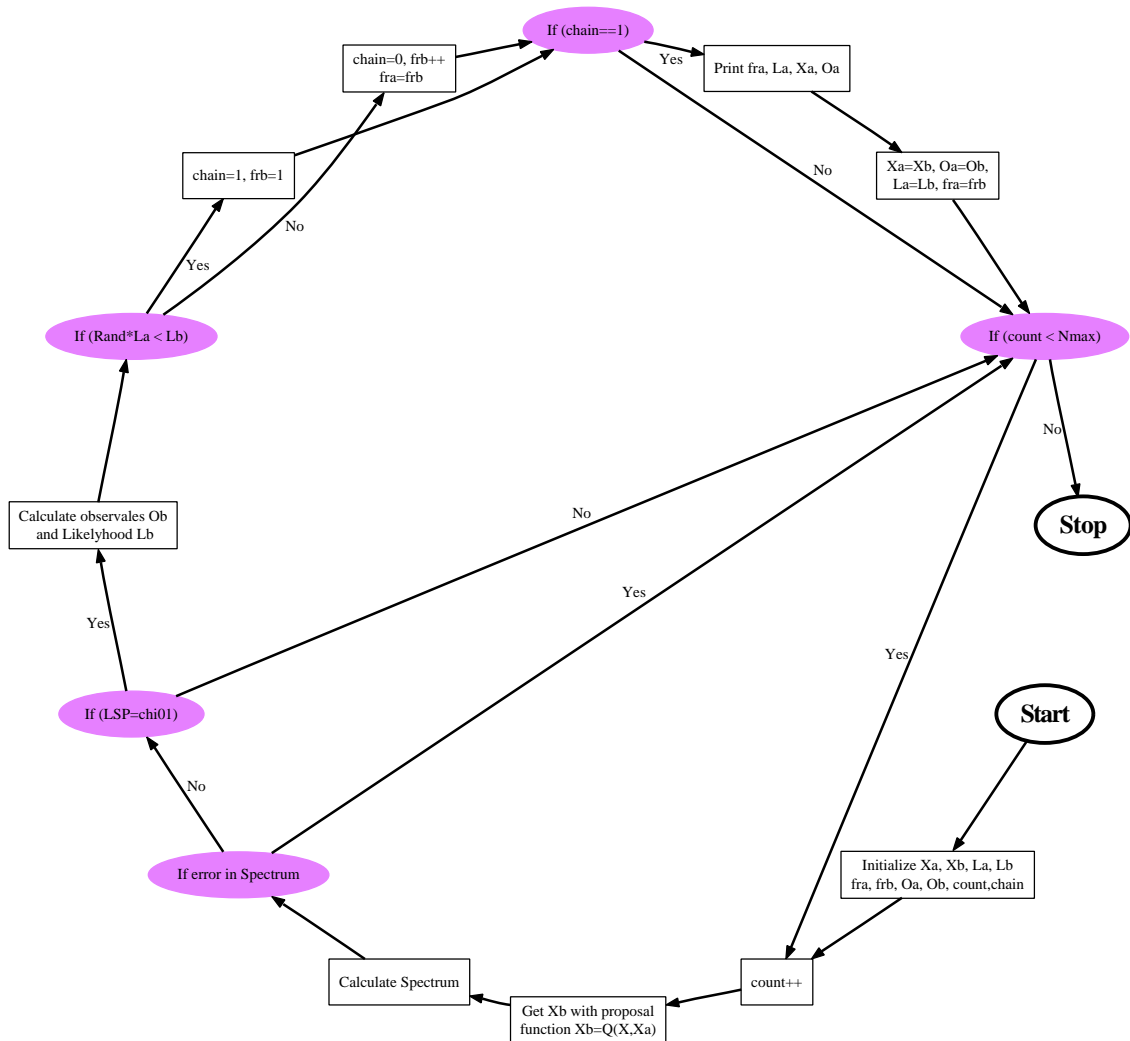 If (chain==1)
Yes
Print fra, La, Xa, Oa
chain=0, frb++
fra=frb
Xa=Xb, Oa=Ob,
La=Lb, fra=frb
No
chain=1, frb=1
No
Yes
If (Rand*La < Lb)
If (count < Nmax)
No
Stop
Calculate observales Ob
and Likelyhood Lb
No
Yes
Yes
Yes
If (LSP=chi01)
Start
No
If error in Spectrum
Initialize Xa, Xb, La, Lb
fra, frb, Oa, Ob, count,chain
Calculate Spectrum
count++
Get Xb with proposal
function Xb=Q(X,Xa)